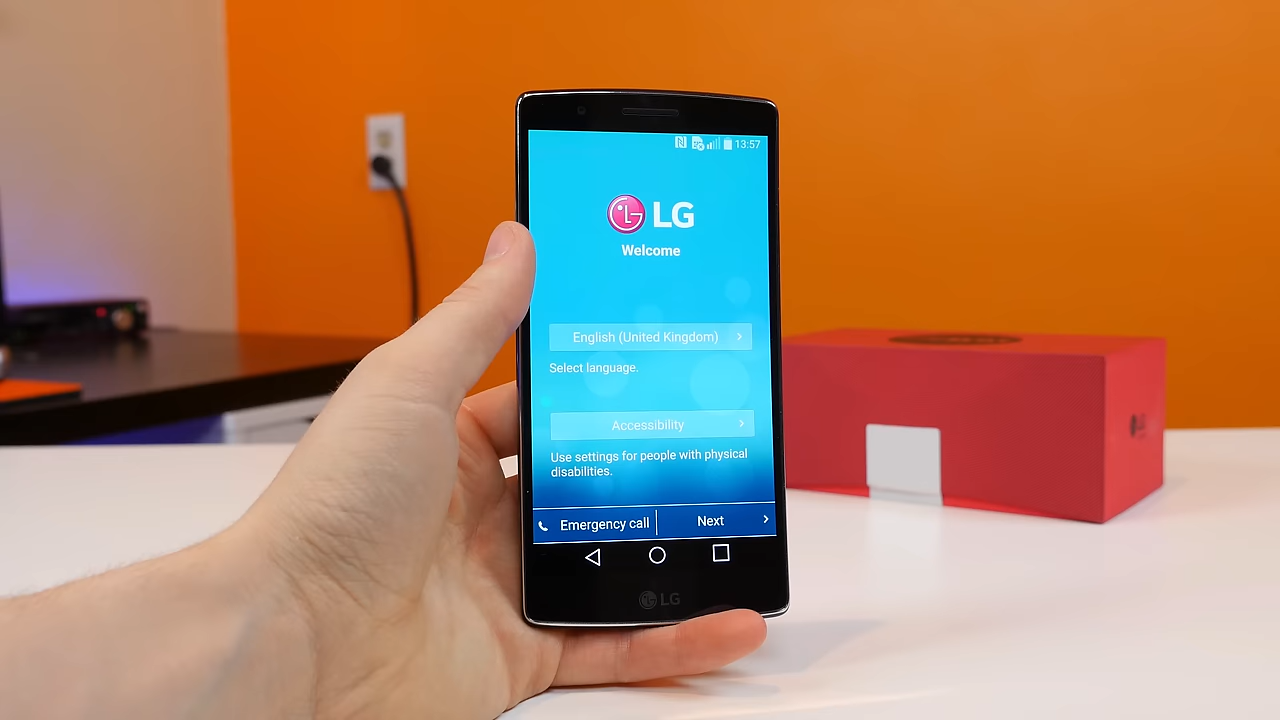 13:57
LG
Welcome
English (United Kingdom)
Select language.
Accessibility
Use settings for people with physical
disabilities.
Emergency call
Next
LG